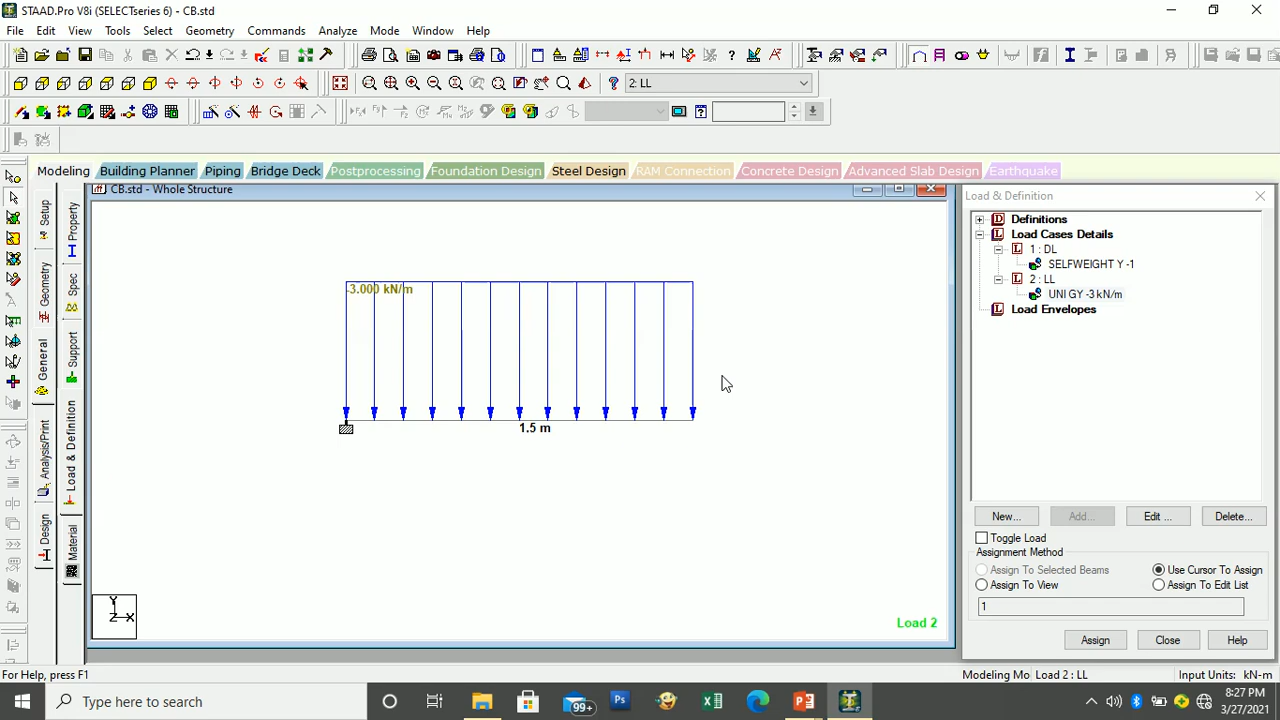 STAAD.Pro V8i (SELECTseries 6) - CB.std
File Edit View Tools Select Geometry Commands Analyze Mode Window Help
2: LL
Modeling Building Planner Piping Bridge Deck Postprocessing Foundation Design Steel Design RAM Connection Concrete Design Advanced Slab Design Earthquake
CB.std - Whole Structure
Setup
Geometry
General
Analysis/Print
Design
Property
Spec
Support
Load & Definition
Material
-3.000 kN/m
1.5 m
Y
Z X
Load 2
Load & Definition
D Definitions
L Load Cases Details
L 1 : DL
SELFWEIGHT Y -1
L 2 : LL
UNI GY -3 kN/m
L Load Envelopes
New... Add... Edit ... Delete...
Toggle Load
Assignment Method
Assign To Selected Beams Use Cursor To Assign
Assign To View Assign To Edit List
1
Assign Close Help
For Help, press F1
Modeling Mo Load 2 : LL Input Units: kN-m
Type here to search
99+
8:27 PM
3/27/2021